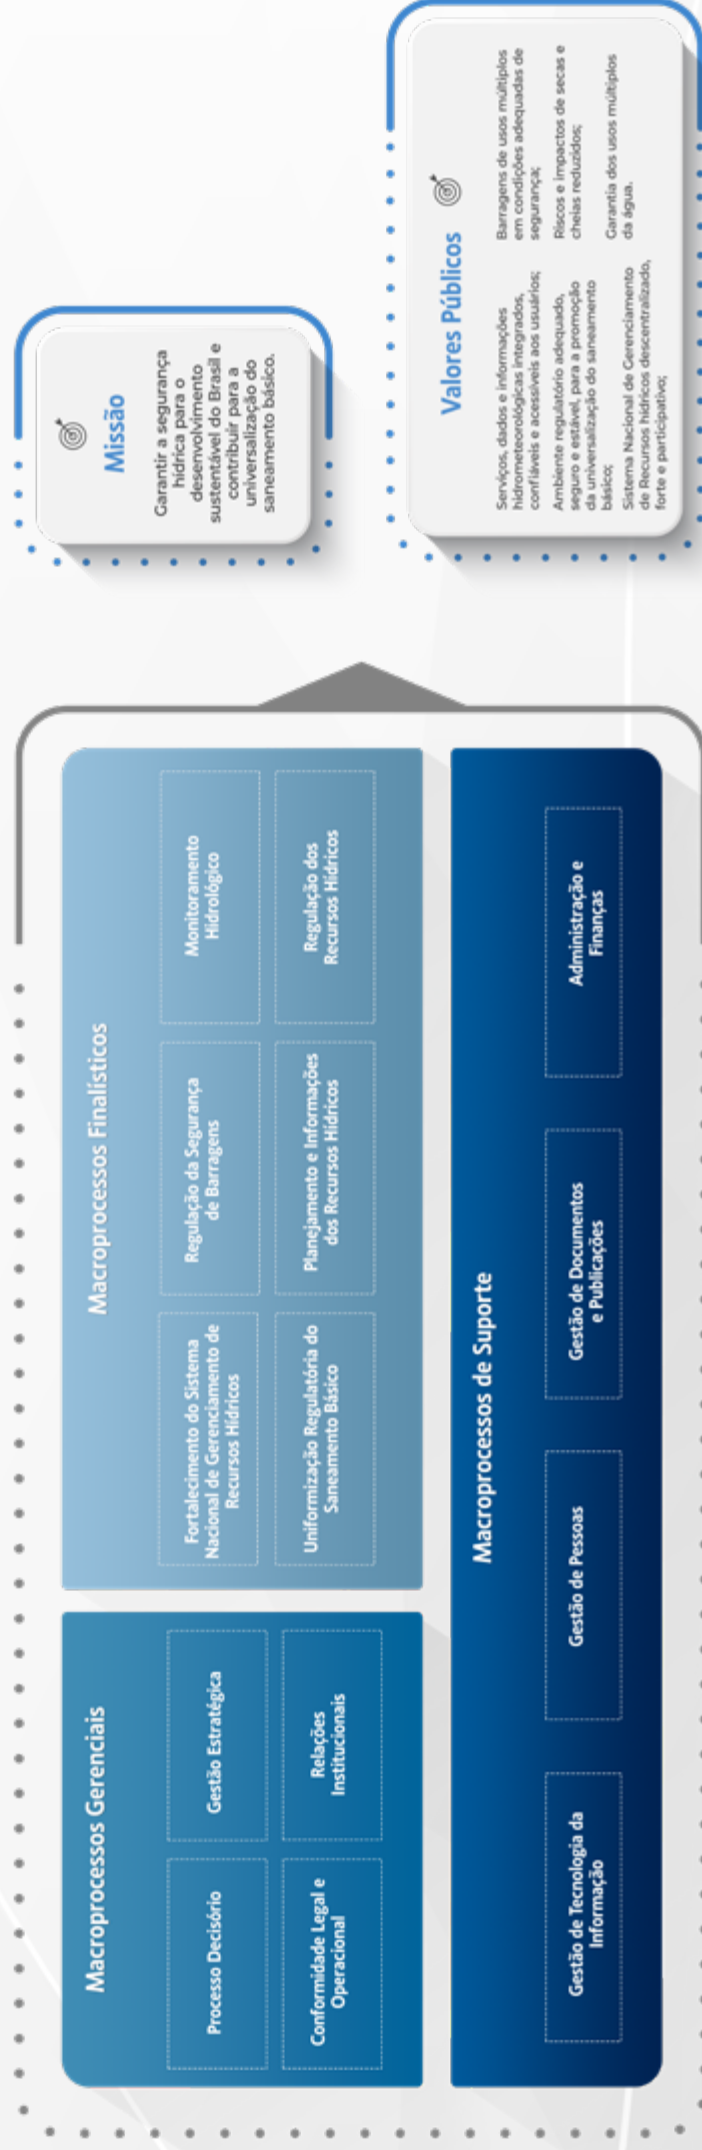 Macroprocessos Gerenciais
Processo Decisório
Gestão Estratégica
Conformidade Legal e
Operacional
Relações
Institucionais
Macroprocessos Finalísticos
Fortalecimento do Sistema
Nacional de Gerenciamento de
Recursos Hídricos
Regulação da Segurança
de Barragens
Monitoramento
Hidrológico
Uniformização Regulatória do
Saneamento Básico
Planejamento e Informações
dos Recursos Hídricos
Regulação dos
Recursos Hídricos
Macroprocessos de Suporte
Gestão de Tecnologia da
Informação
Gestão de Pessoas
Gestão de Documentos
e Publicações
Administração e
Finanças
Missão
Garantir a segurança
hídrica para o
desenvolvimento
sustentável do Brasil e
contribuir para a
universalização do
saneamento básico.
Valores Públicos
Serviços, dados e informações
hidrometeorológicas integrados,
confiáveis e acessíveis aos usuários;
Ambiente regulatório adequado,
seguro e estável, para a promoção
da universalização do saneamento
básico;
Sistema Nacional de Gerenciamento
de Recursos hídricos descentralizado,
forte e participativo;
Barragens de usos múltiplos
em condições adequadas de
segurança;
Riscos e impactos de secas e
cheias reduzidos;
Garantia dos usos múltiplos
da água.